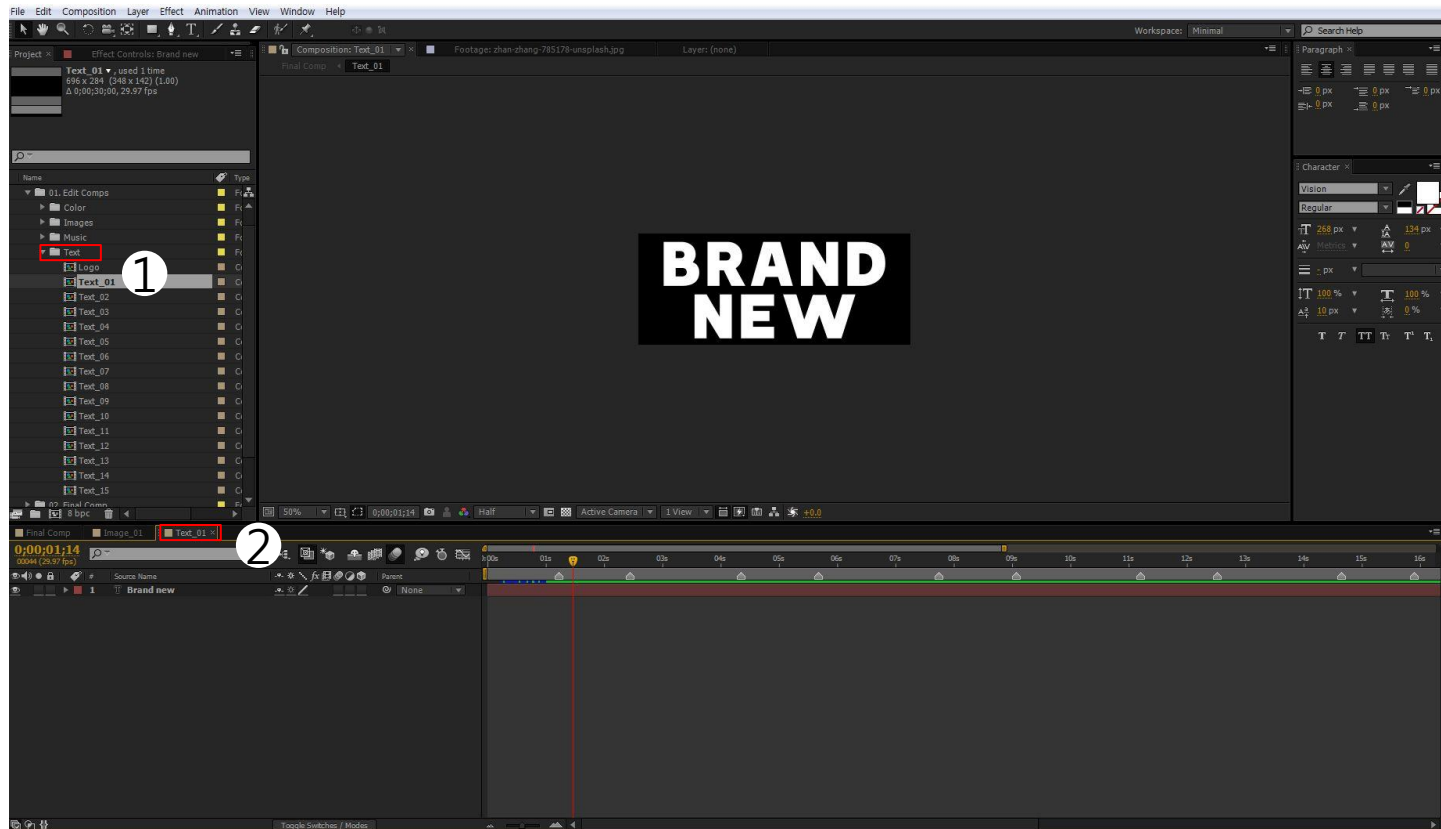 File Edit Composition Layer Effect Animation View Window Help
Workspace: Minimal
Search Help
Project × Effect Controls: Brand new
Composition: Text_01 × Footage: zhan-zhang-785178-unsplash.jpg Layer: (none)
Paragraph ×
Final Comp Text_01
Text_01 , used 1 time
696 x 284 (348 x 142) (1.00)
Δ 0;00;30;00, 29.97 fps
0 px 0 px 0 px
0 px 0 px
Name Type
01. Edit Comps
Color
Images
Music
Text
Logo
Text_01
Text_02
Text_03
Text_04
Text_05
Text_06
Text_07
Text_08
Text_09
Text_10
Text_11
Text_12
Text_13
Text_14
Text_15
02. Final Comp
8 bpc
1
BRAND
NEW
Character ×
Vision
Regular
268 px 134 px
Metrics 0
- px
100 % 100 %
10 px 0 %
T T TT Tr T¹ T₁
50% 0;00;01;14 Half Active Camera 1 View +0.0
Final Comp Image_01 Text_01 ×
2
0;00;01;14
00044 (29.97 fps)
00s 01s 02s 03s 04s 05s 06s 07s 08s 09s 10s 11s 12s 13s 14s 15s 16s
# Source Name fx Parent
1 T Brand new None
Toggle Switches / Modes